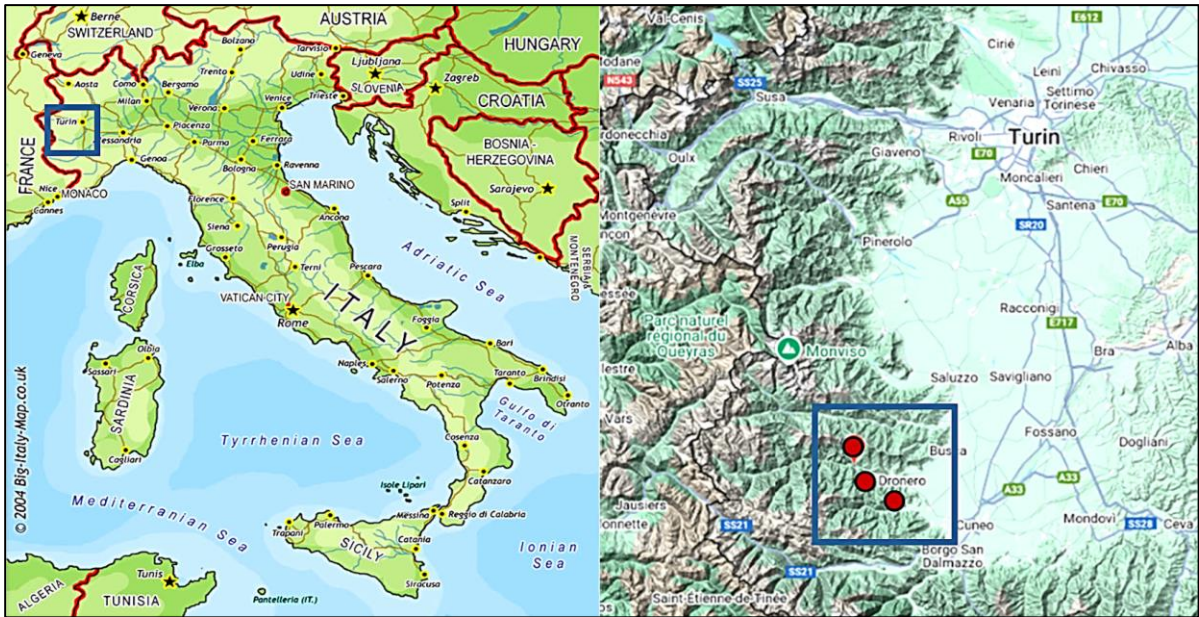 Berne
SWITZERLAND
AUSTRIA
HUNGARY
Geneva
Bolzano
Tarvisio
Ljubljana
SLOVENIA
Zagreb
CROATIA
Aosta
Como
Bergamo
Trento
Udine
Trieste
Milan
Verona
Venice
Turin
Piacenza
Alessandria
Parma
Ferrara
BOSNIA -
HERZEGOVINA
Genoa
Bologna
Ravenna
FRANCE
Nice
MONACO
Cannes
Florence
SAN MARINO
Sarajevo
Siena
Ancona
Split
Grosseto
Perugia
Elba
Terni
Pescara
Adriatic Sea
SERBIA &
MONTENEGRO
CORSICA
VATICAN CITY
Rome
ITALY
Foggia
Bari
Olbia
Sassari
Naples
Salerno
Potenza
Taranto
Brindisi
Otranto
Gulfo di
Taranto
SARDINIA
Cagliari
Tyrrhenian Sea
Cosenza
Catanzaro
Isole Lipari
Mediterranean Sea
Messina
Reggio di Calabria
Trapani
Palermo
SICILY
Catania
Siracusa
Ionian
Sea
ALGERIA
Tunis
TUNISIA
Pantelleria (IT.)
© 2004 Big-Italy-Map.co.uk
Val-Cenis
E612
Cirié
N543
SS25
Leini
Chivasso
Susa
Venaria
Settimo
Torinese
Rivoli
Turin
Oulx
Giaveno
E70
Chieri
Moncalieri
Montgenèvre
A55
Santena
E70
SR20
Pinerolo
Racconigi
E717
Parc naturel
régional du
Queyras
Monviso
Bra
Alba
Saluzzo
Savigliano
Vars
Fossano
Dogliani
Busca
Dronero
A33
A33
Jausiers
SS21
Cuneo
Mondovì
SS28
Ceva
Borgo San
Dalmazzo
SS21
Saint-Étienne-de-Tinée